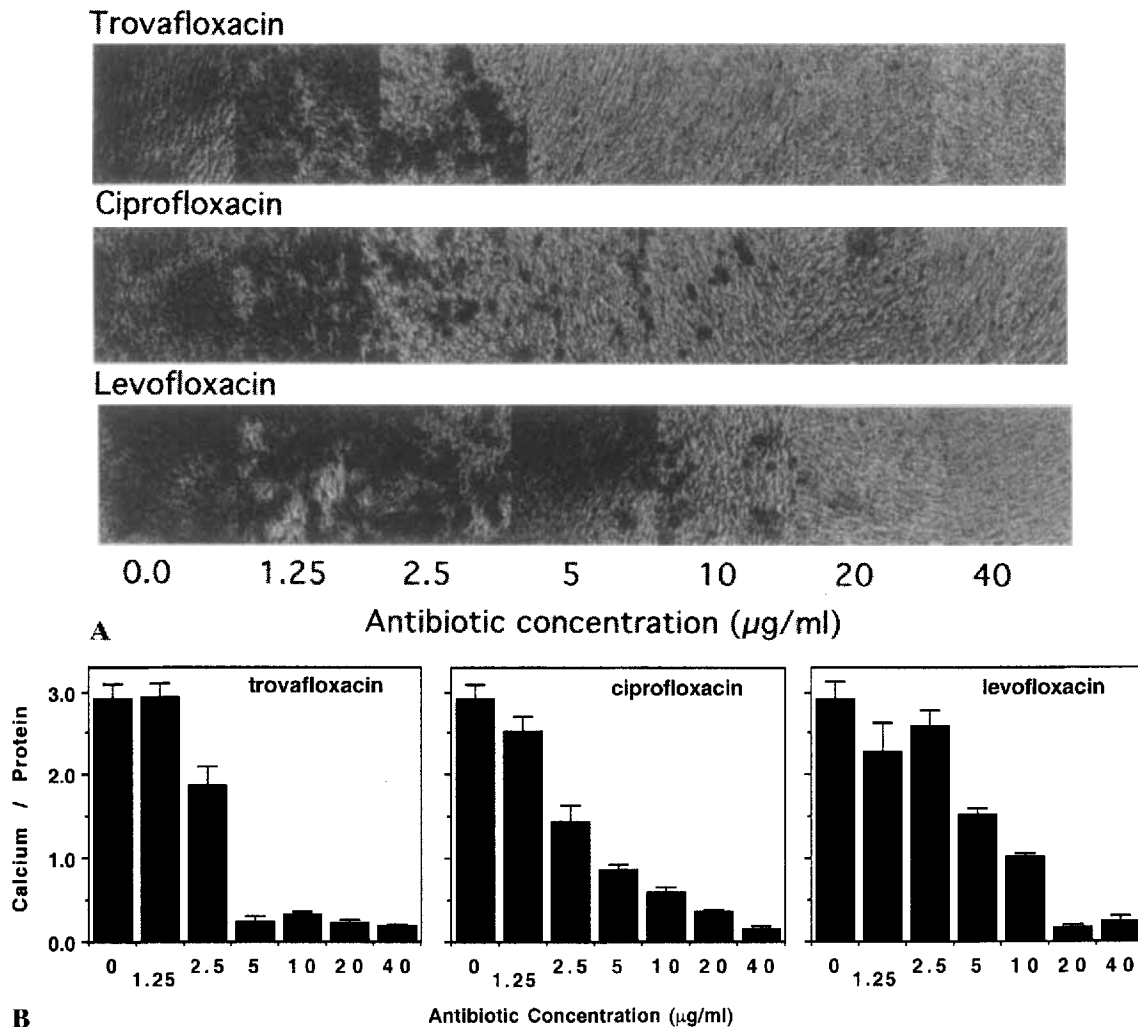 Trovafloxacin
Ciprofloxacin
Levofloxacin
0.0 1.25 2.5 5 10 20 40
A Antibiotic concentration (µg/ml)
trovafloxacin ciprofloxacin levofloxacin
3.0
2.0
1.0
0.0
Calcium / Protein
0 1.25 2.5 5 10 20 40 0 1.25 2.5 5 10 20 40 0 1.25 2.5 5 10 20 40
B Antibiotic Concentration (µg/ml)